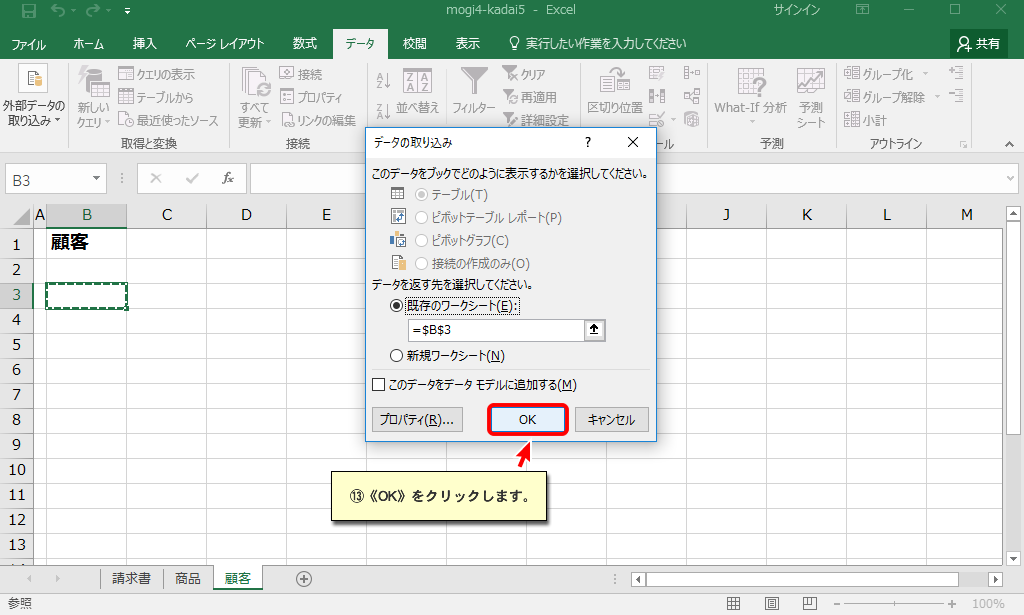 mogi4-kadai5 - Excel
サインイン
ファイル ホーム 挿入 ページ レイアウト 数式 データ 校閲 表示 実行したい作業を入力してください 共有
外部データの取り込み
新しいクエリ
クエリの表示
テーブルから
最近使ったソース
取得と変換
すべて更新
接続
プロパティ
リンクの編集
接続
並べ替え
フィルター
クリア
再適用
詳細設定
区切り位置
ール
What-If 分析
予測シート
予測
グループ化
グループ解除
小計
アウトライン
B3
fx
A B C D E J K L M
1 顧客
2
3
4
5
6
7
8
9
10
11
12
13
データの取り込み ?
このデータをブックでどのように表示するかを選択してください。
テーブル(T)
ピボットテーブル レポート(P)
ピボットグラフ(C)
接続の作成のみ(O)
データを返す先を選択してください。
既存のワークシート(E):
=$B$3
新規ワークシート(N)
このデータをデータ モデルに追加する(M)
プロパティ(R)... OK キャンセル
⑬《OK》をクリックします。
請求書 商品 顧客
参照
100%